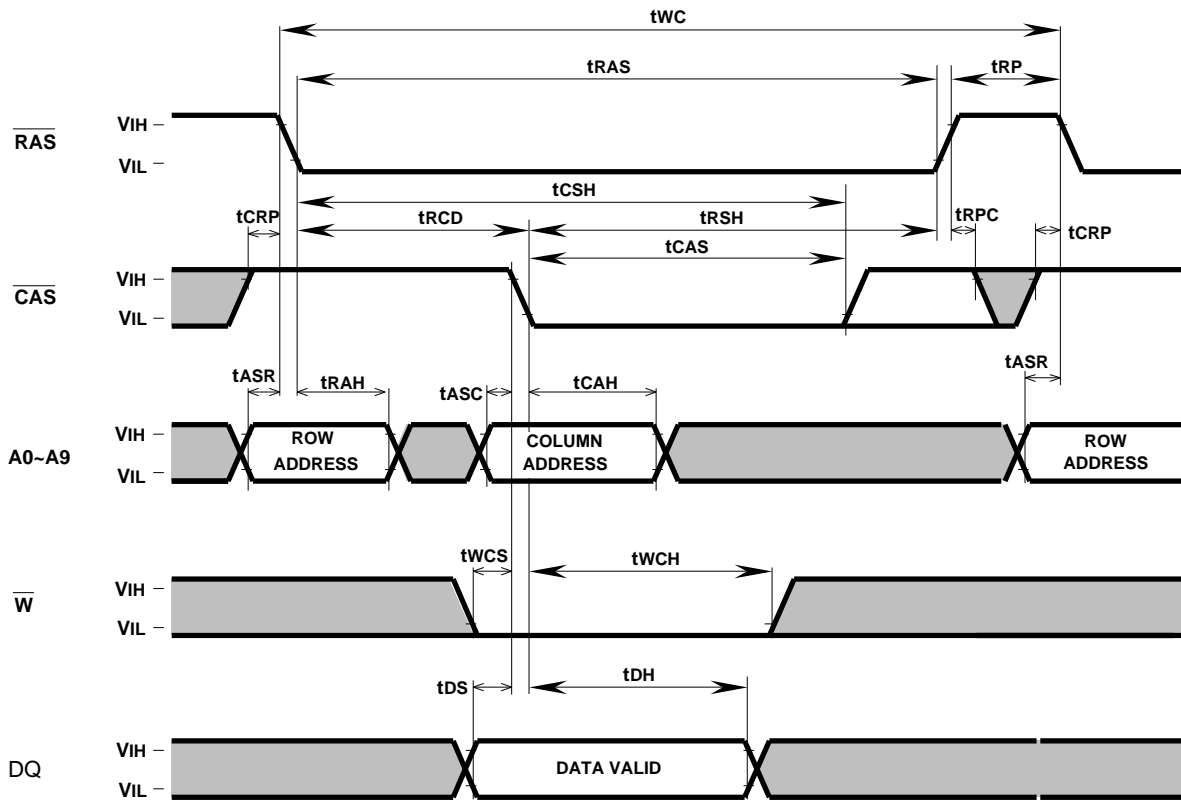 tWC
tRAS
tRP
RAS
VIH
VIL
tCSH
tCRP
tRCD
tRSH
tRPC
tCRP
tCAS
CAS
VIH
VIL
tASR
tRAH
tASC
tCAH
tASR
A0~A9
VIH
VIL
ROW
ADDRESS
COLUMN
ADDRESS
ROW
ADDRESS
tWCS
tWCH
W
VIH
VIL
tDS
tDH
DQ
VIH
VIL
DATA VALID